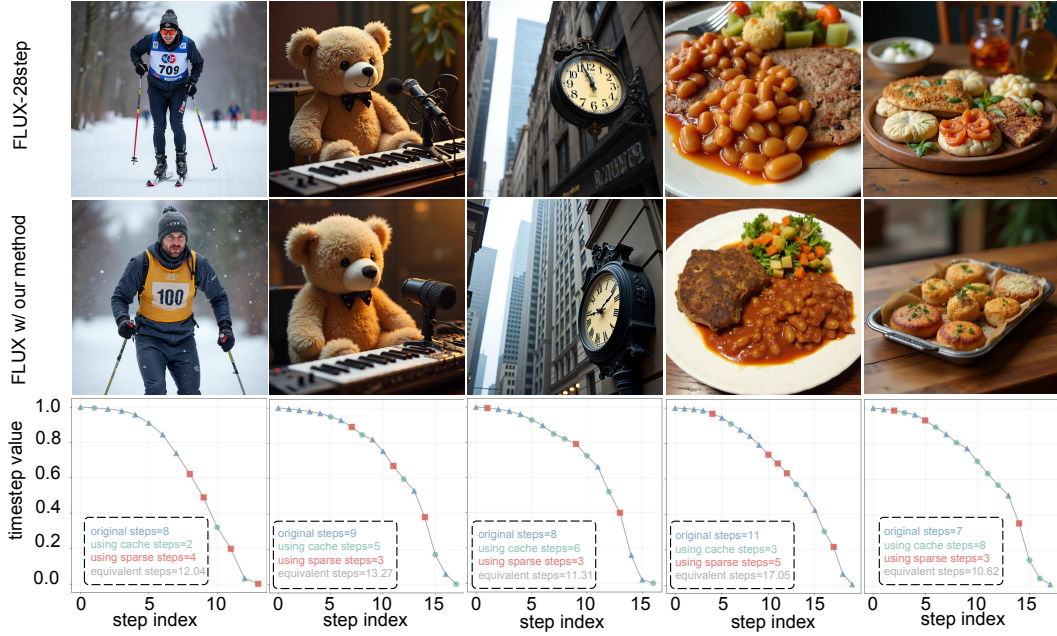 FLUX-28step
709
FLUX w/ our method
100
timestep value
1.0
0.8
0.6
0.4
0.2
0.0
original steps=8
using cache steps=2
using sparse steps=4
equivalent steps=12.04
original steps=9
using cache steps=5
using sparse steps=3
equivalent steps=13.27
original steps=8
using cache steps=6
using sparse steps=3
equivalent steps=11.31
original steps=11
using cache steps=3
using sparse steps=5
equivalent steps=17.05
original steps=7
using cache steps=8
using sparse steps=3
equivalent steps=10.62
0 5 10
0 5 10 15
0 5 10 15
0 5 10 15
0 5 10 15
step index
step index
step index
step index
step index